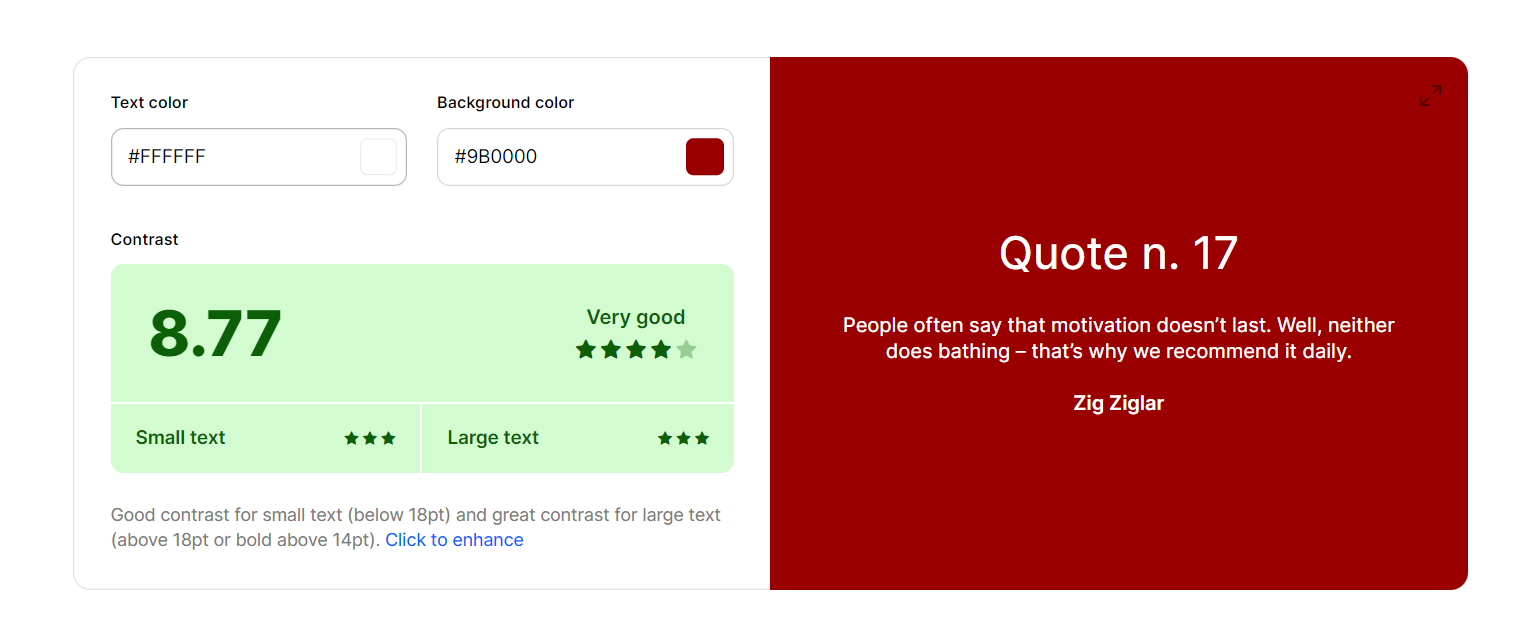 Text color
Background color
#FFFFFF
#9B0000
Contrast
8.77
Very good
Small text
Large text
Good contrast for small text (below 18pt) and great contrast for large text
(above 18pt or bold above 14pt). Click to enhance
Quote n. 17
People often say that motivation doesn’t last. Well, neither
does bathing – that’s why we recommend it daily.
Zig Ziglar